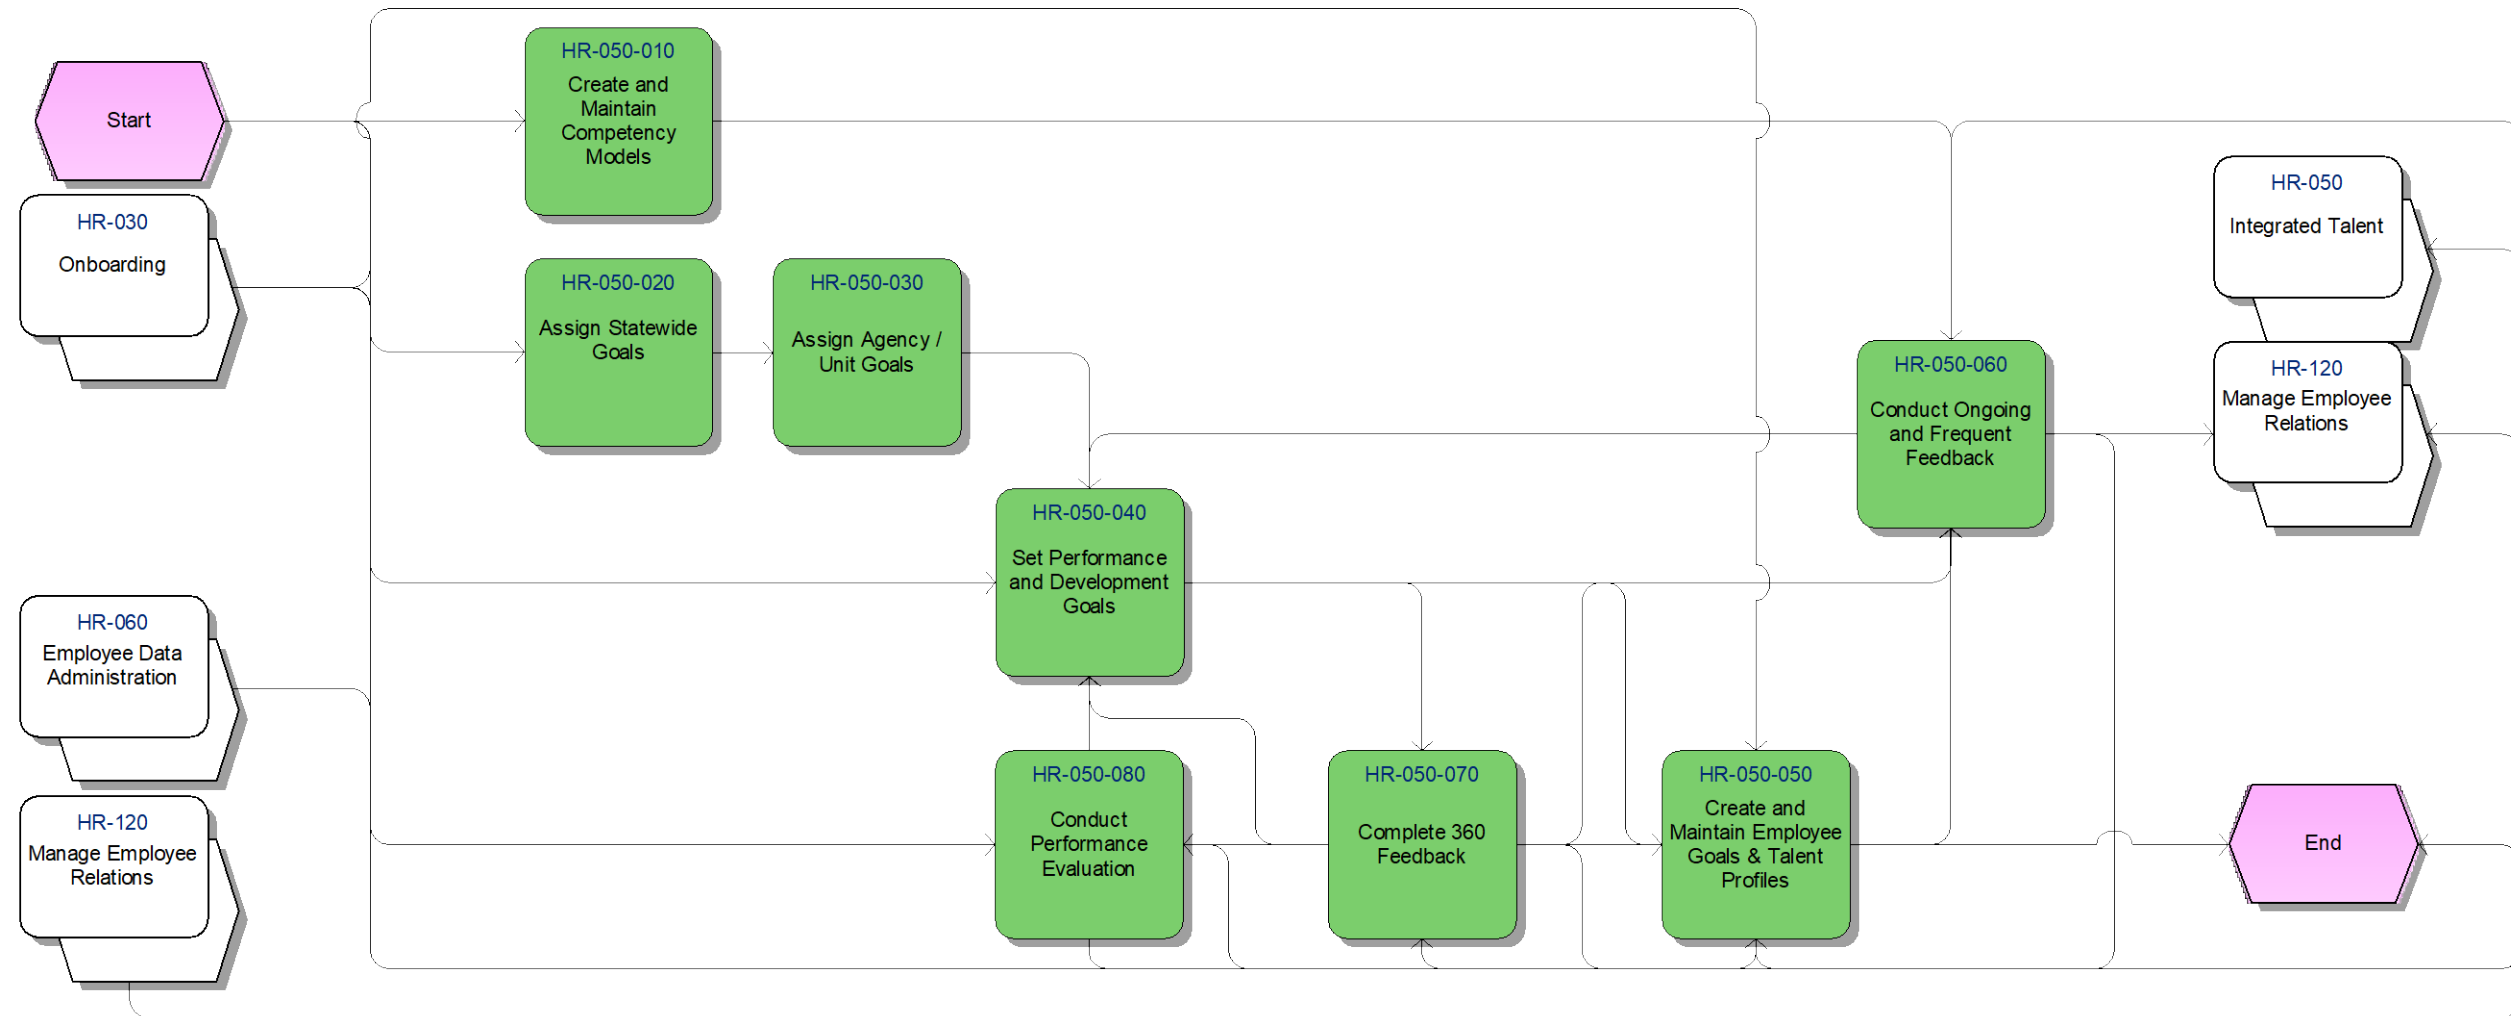 Start
HR-030
Onboarding
HR-060
Employee Data
Administration
HR-120
Manage Employee
Relations
HR-050-010
Create and
Maintain
Competency
Models
HR-050-020
Assign Statewide
Goals
HR-050-030
Assign Agency /
Unit Goals
HR-050-040
Set Performance
and Development
Goals
HR-050-080
Conduct
Performance
Evaluation
HR-050-070
Complete 360
Feedback
HR-050-050
Create and
Maintain Employee
Goals & Talent
Profiles
HR-050-060
Conduct Ongoing
and Frequent
Feedback
HR-050
Integrated Talent
HR-120
Manage Employee
Relations
End